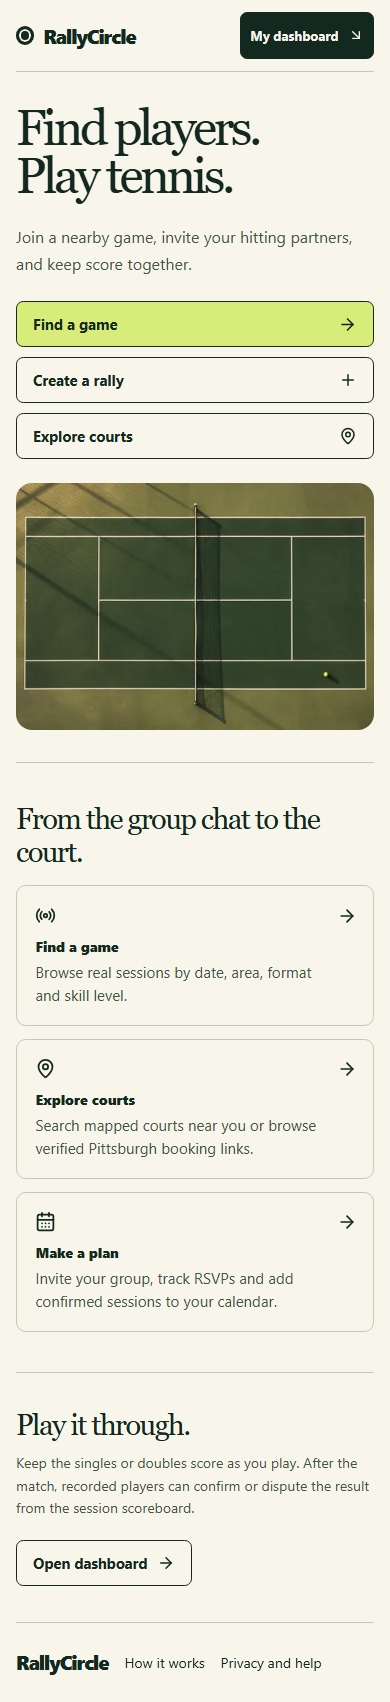 RallyCircle
My dashboard
Find players.
Play tennis.
Join a nearby game, invite your hitting partners,
and keep score together.
Find a game
Create a rally
Explore courts
From the group chat to the
court.
Find a game
Browse real sessions by date, area, format
and skill level.
Explore courts
Search mapped courts near you or browse
verified Pittsburgh booking links.
Make a plan
Invite your group, track RSVPs and add
confirmed sessions to your calendar.
Play it through.
Keep the singles or doubles score as you play. After the
match, recorded players can confirm or dispute the result
from the session scoreboard.
Open dashboard
RallyCircle
How it works
Privacy and help